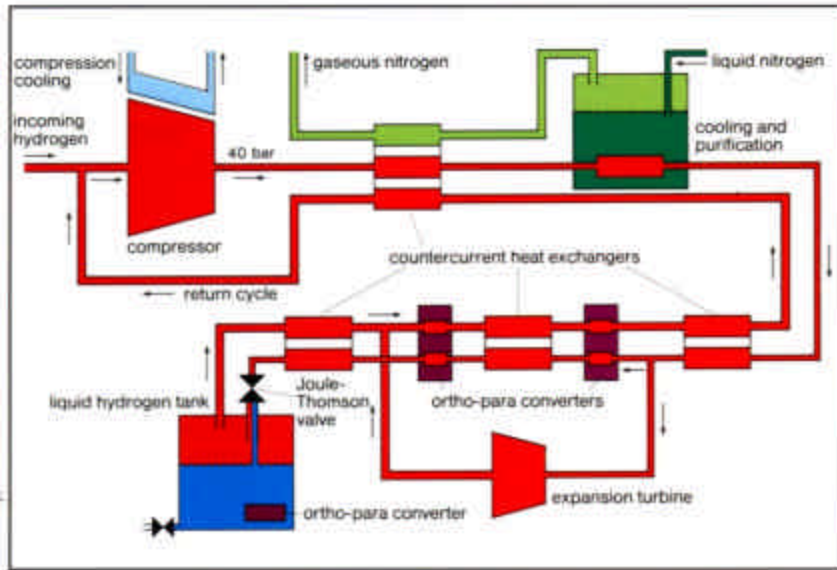 compression
cooling
gaseous nitrogen
liquid nitrogen
incoming
hydrogen
40 bar
cooling and
purification
compressor
countercurrent heat exchangers
return cycle
liquid hydrogen tank
Joule-
Thomson
valve
ortho-para converters
expansion turbine
ortho-para converter